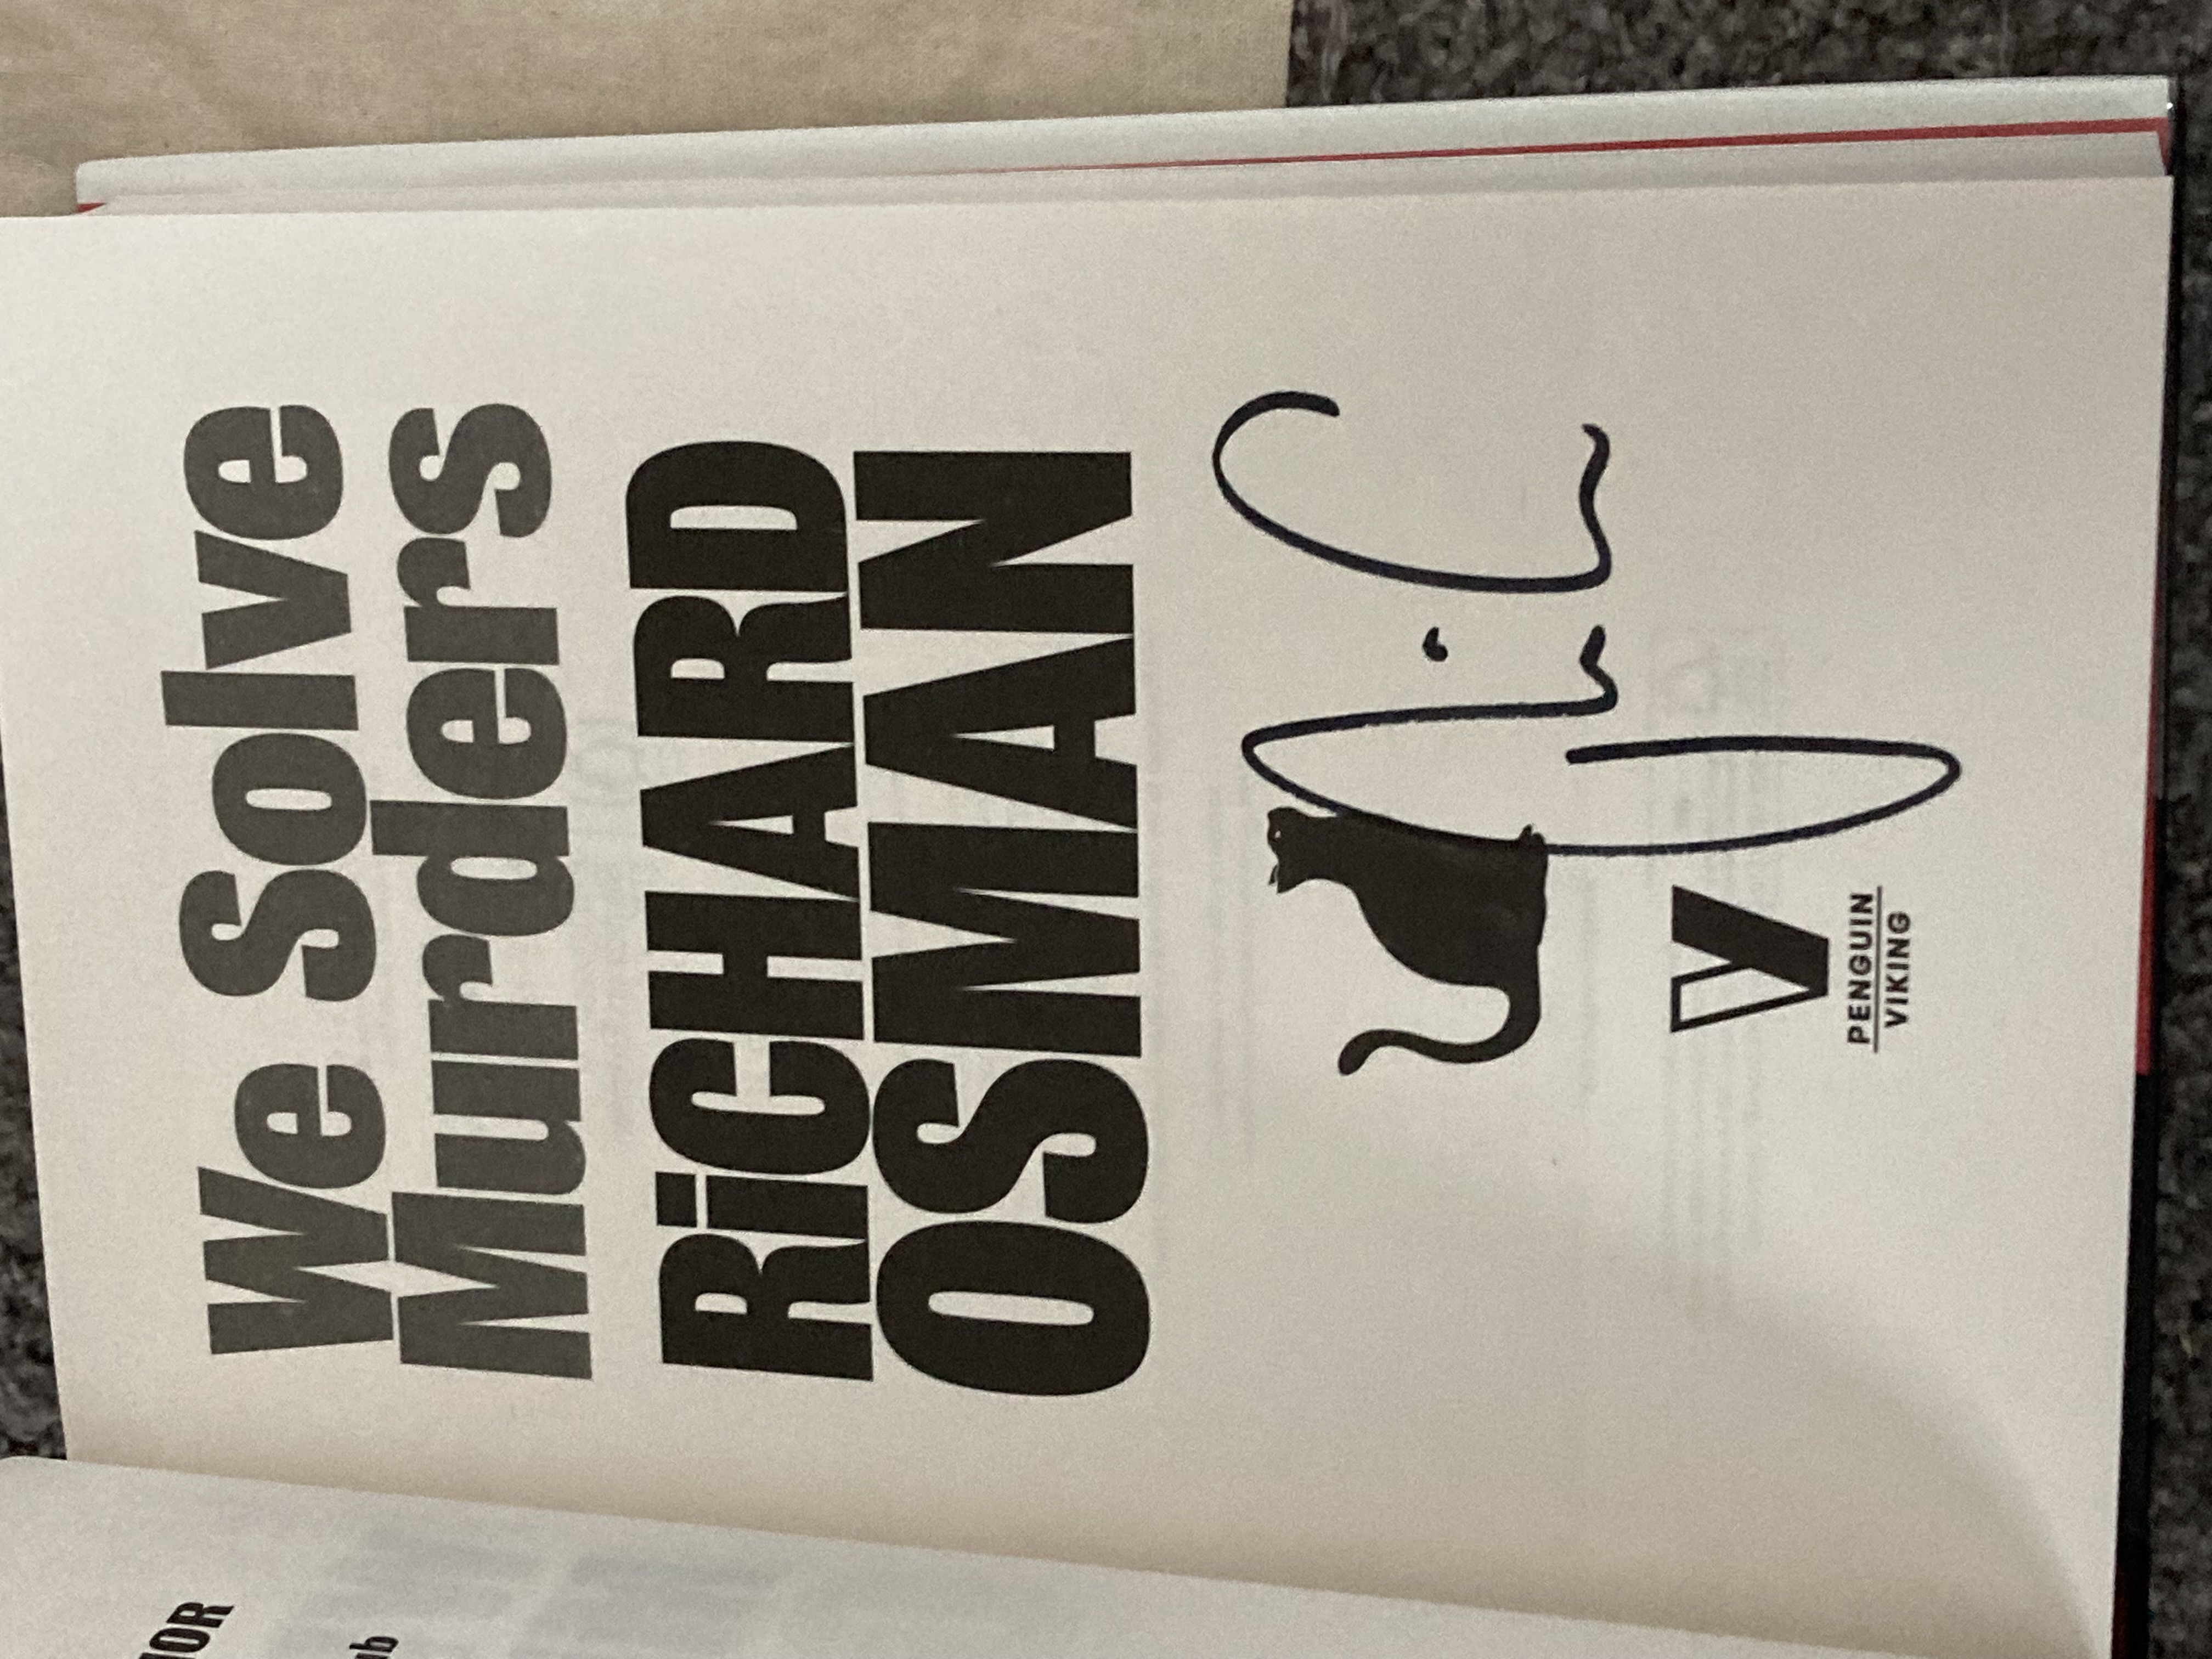 We Solve
Murders
RiCHARD
OSMAN
V
PENGUIN
VIKING